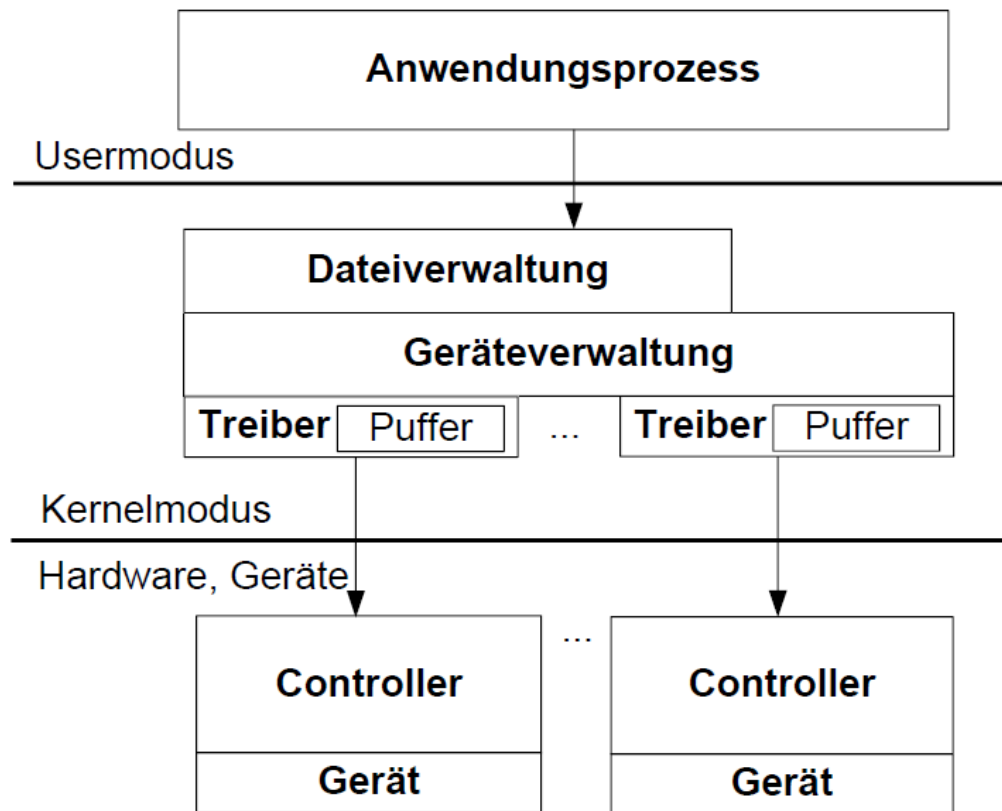 Anwendungsprozess
Usermodus
Dateiverwaltung
Geräteverwaltung
Treiber Puffer ... Treiber Puffer
Kernelmodus
Hardware, Geräte
...
Controller Controller
Gerät Gerät